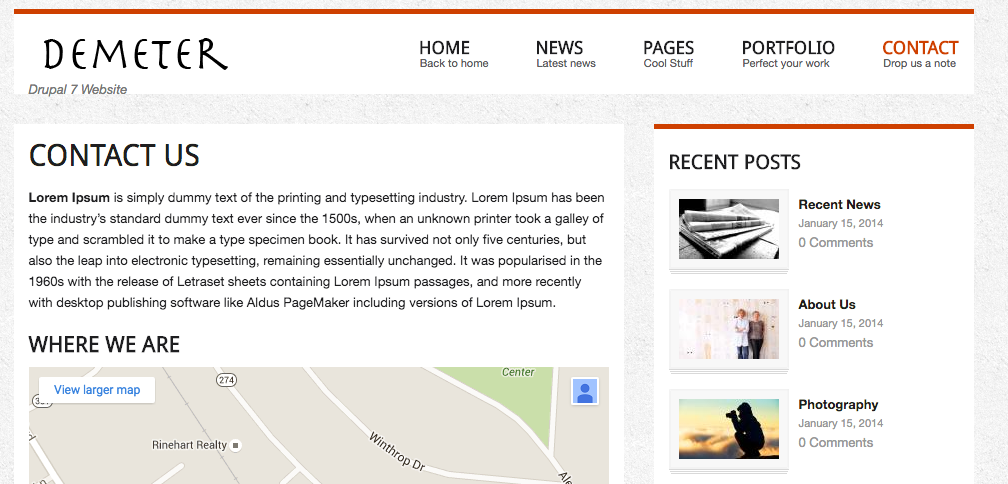 DEMETER
Drupal 7 Website
HOME
Back to home
NEWS
Latest news
PAGES
Cool Stuff
PORTFOLIO
Perfect your work
CONTACT
Drop us a note
CONTACT US
Lorem Ipsum is simply dummy text of the printing and typesetting industry. Lorem Ipsum has been
the industry's standard dummy text ever since the 1500s, when an unknown printer took a galley of
type and scrambled it to make a type specimen book. It has survived not only five centuries, but
also the leap into electronic typesetting, remaining essentially unchanged. It was popularised in the
1960s with the release of Letraset sheets containing Lorem Ipsum passages, and more recently
with desktop publishing software like Aldus PageMaker including versions of Lorem Ipsum.
WHERE WE ARE
Center
274
View larger map
Rinehart Realty
Winthrop Dr
RECENT POSTS
Recent News
January 15, 2014
0 Comments
About Us
January 15, 2014
0 Comments
Photography
January 15, 2014
0 Comments